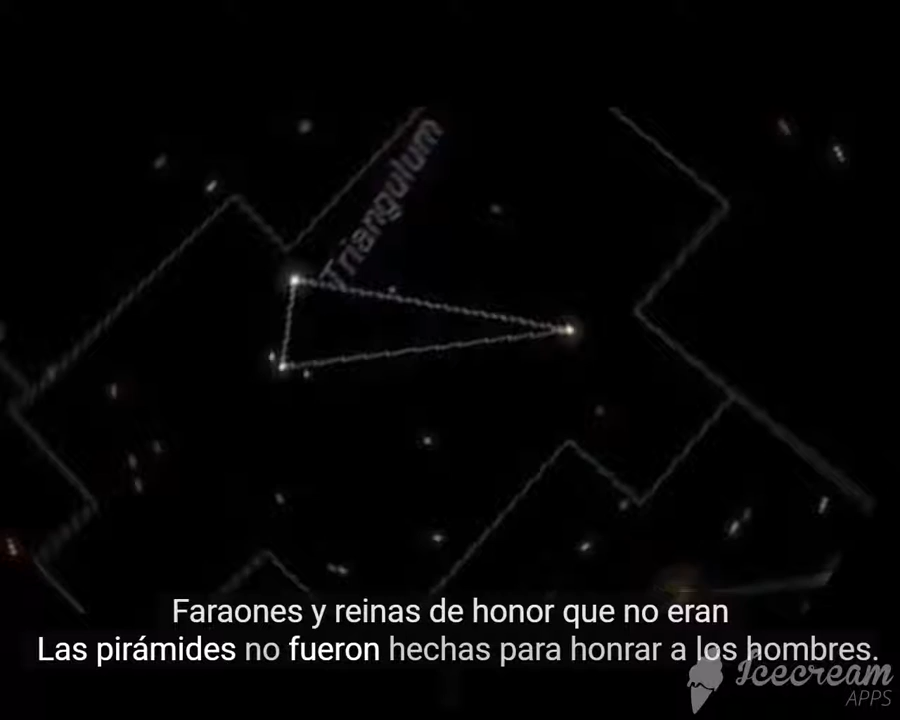 Triangulum
Faraones y reinas de honor que no eran
Las pirámides no fueron hechas para honrar a los hombres.
Icecream
APPS